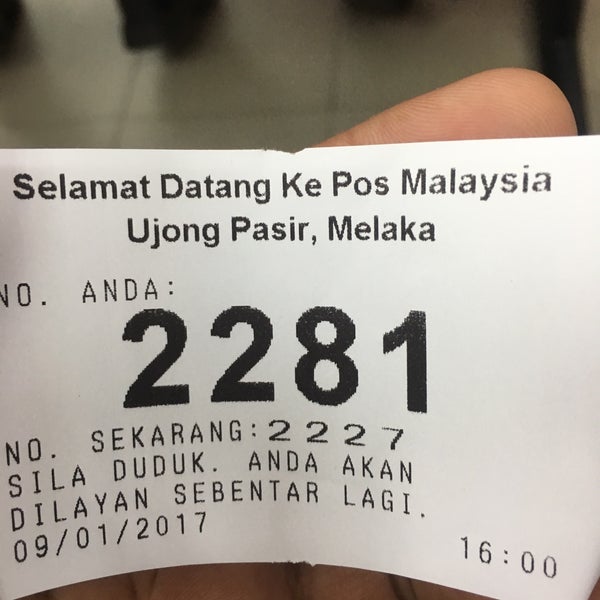 Selamat Datang Ke Pos Malaysia
Ujong Pasir, Melaka
NO. ANDA:
2281
NO. SEKARANG:2227
SILA DUDUK. ANDA AKAN
DILAYAN SEBENTAR LAGI.
09/01/2017 16:00